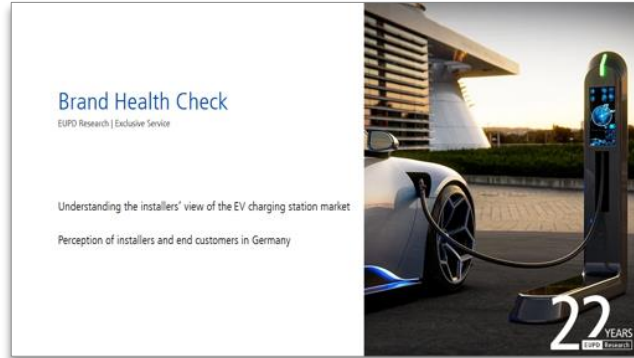 Brand Health Check
EUPD Research | Exclusive Service
Understanding the installers' view of the EV charging station market
Perception of installers and end customers in Germany
22 YEARS
EUPD Research